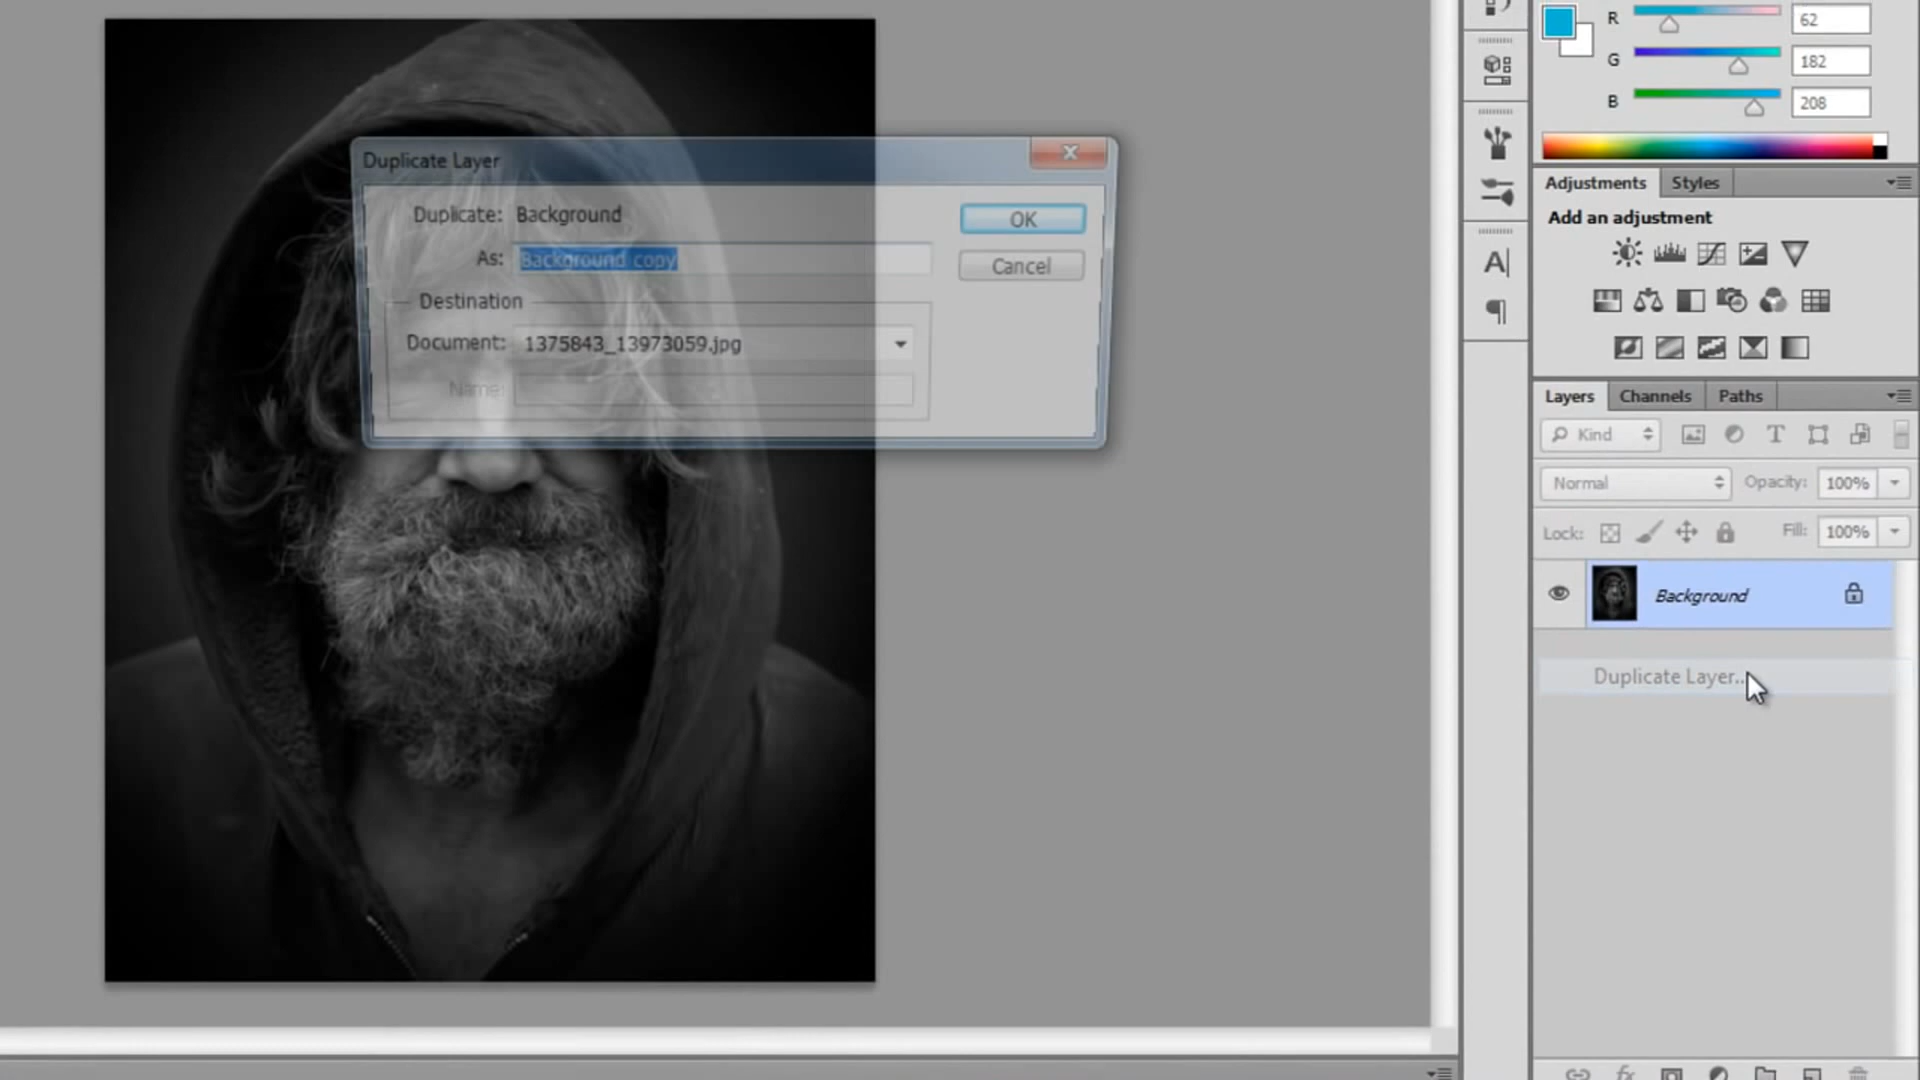 R 62
G 182
B 208
Adjustments Styles
Add an adjustment
Duplicate Layer
Duplicate: Background
As: Background copy
Destination
Document: 1375843_13973059.jpg
Name:
OK
Cancel
A
Layers Channels Paths
Kind
T
Normal Opacity: 100%
Lock: Fill: 100%
Background
Duplicate Layer...
fx